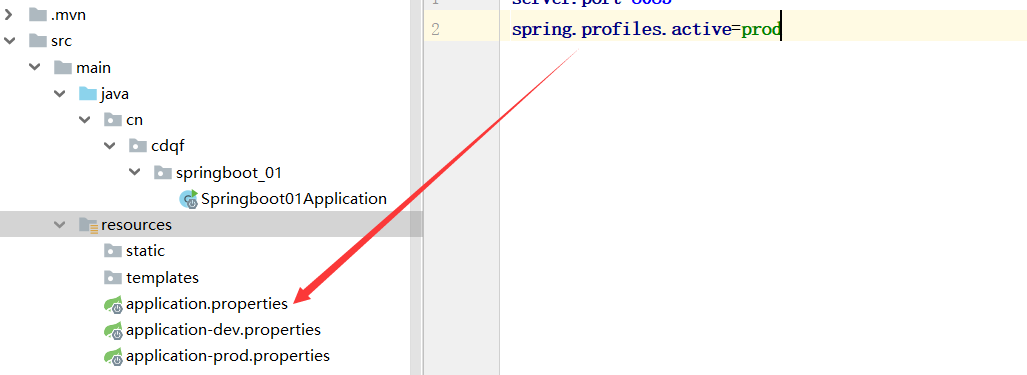 .mvn
src
main
java
cn
cdqf
springboot_01
Springboot01Application
resources
static
templates
application.properties
application-dev.properties
application-prod.properties
1
2 spring.profiles.active=prod